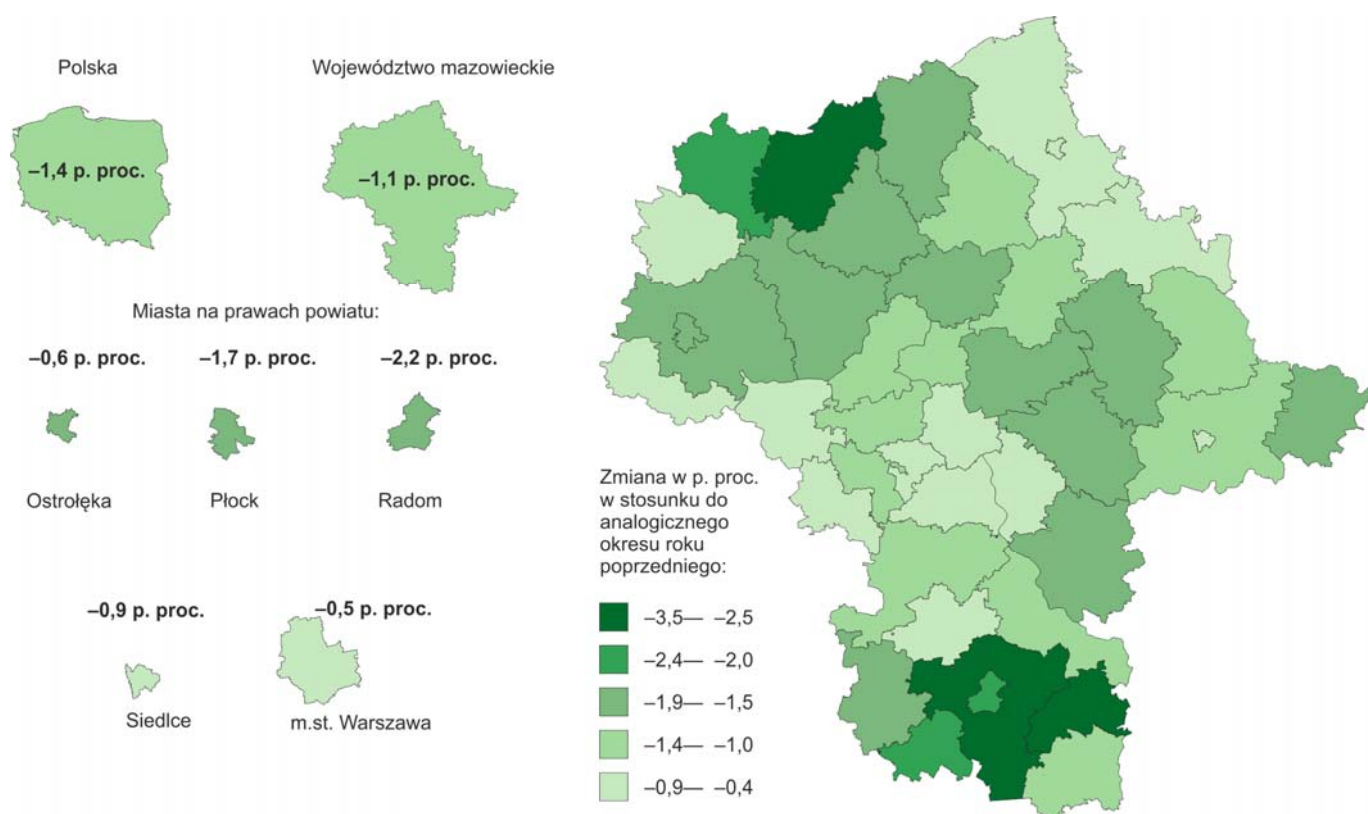 Polska
Województwo mazowieckie
–1,4 p. proc.
–1,1 p. proc.
Miasta na prawach powiatu:
–0,6 p. proc.
–1,7 p. proc.
–2,2 p. proc.
Ostrołęka
Płock
Radom
–0,9 p. proc.
–0,5 p. proc.
Siedlce
m.st. Warszawa
Zmiana w p. proc.
w stosunku do
analogicznego
okresu roku
poprzedniego:
–3,5— –2,5
–2,4— –2,0
–1,9— –1,5
–1,4— –1,0
–0,9— –0,4